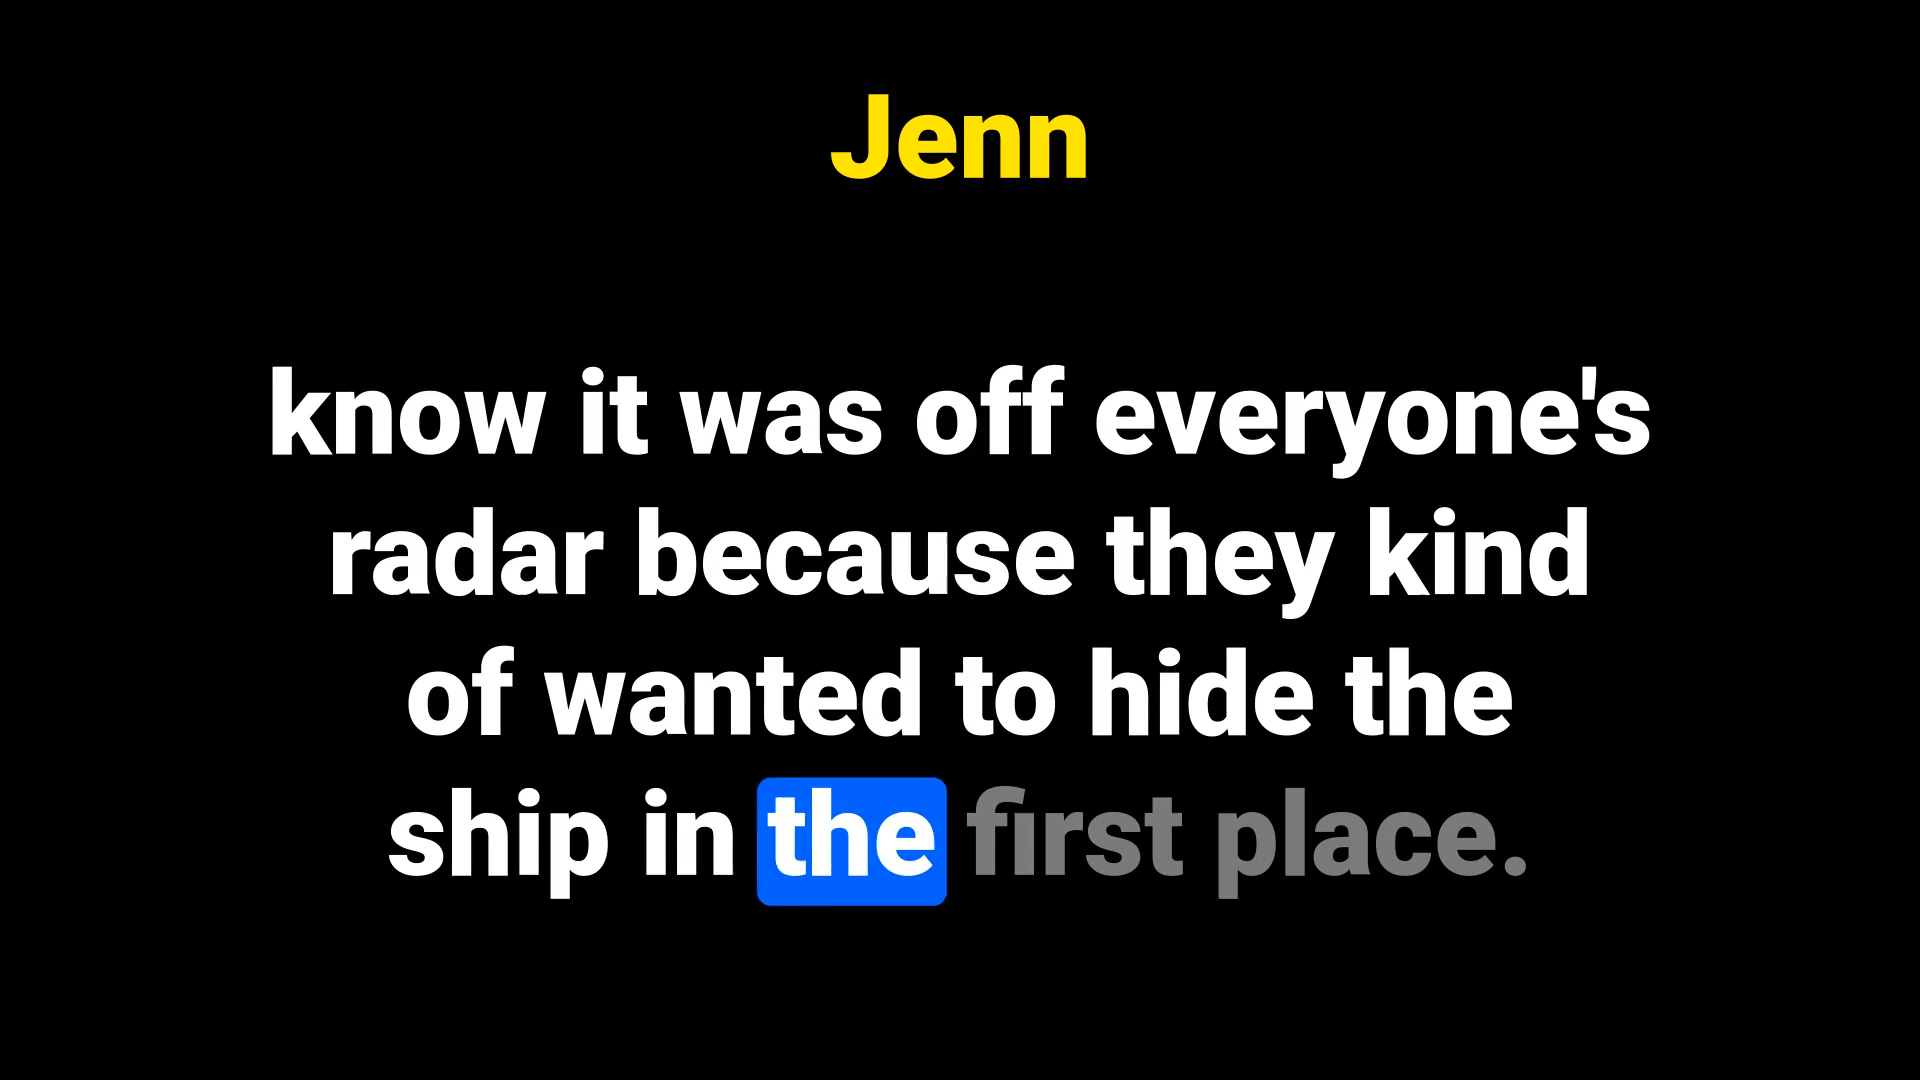 Jenn
know it was off everyone's
radar because they kind
of wanted to hide the
ship in the first place.